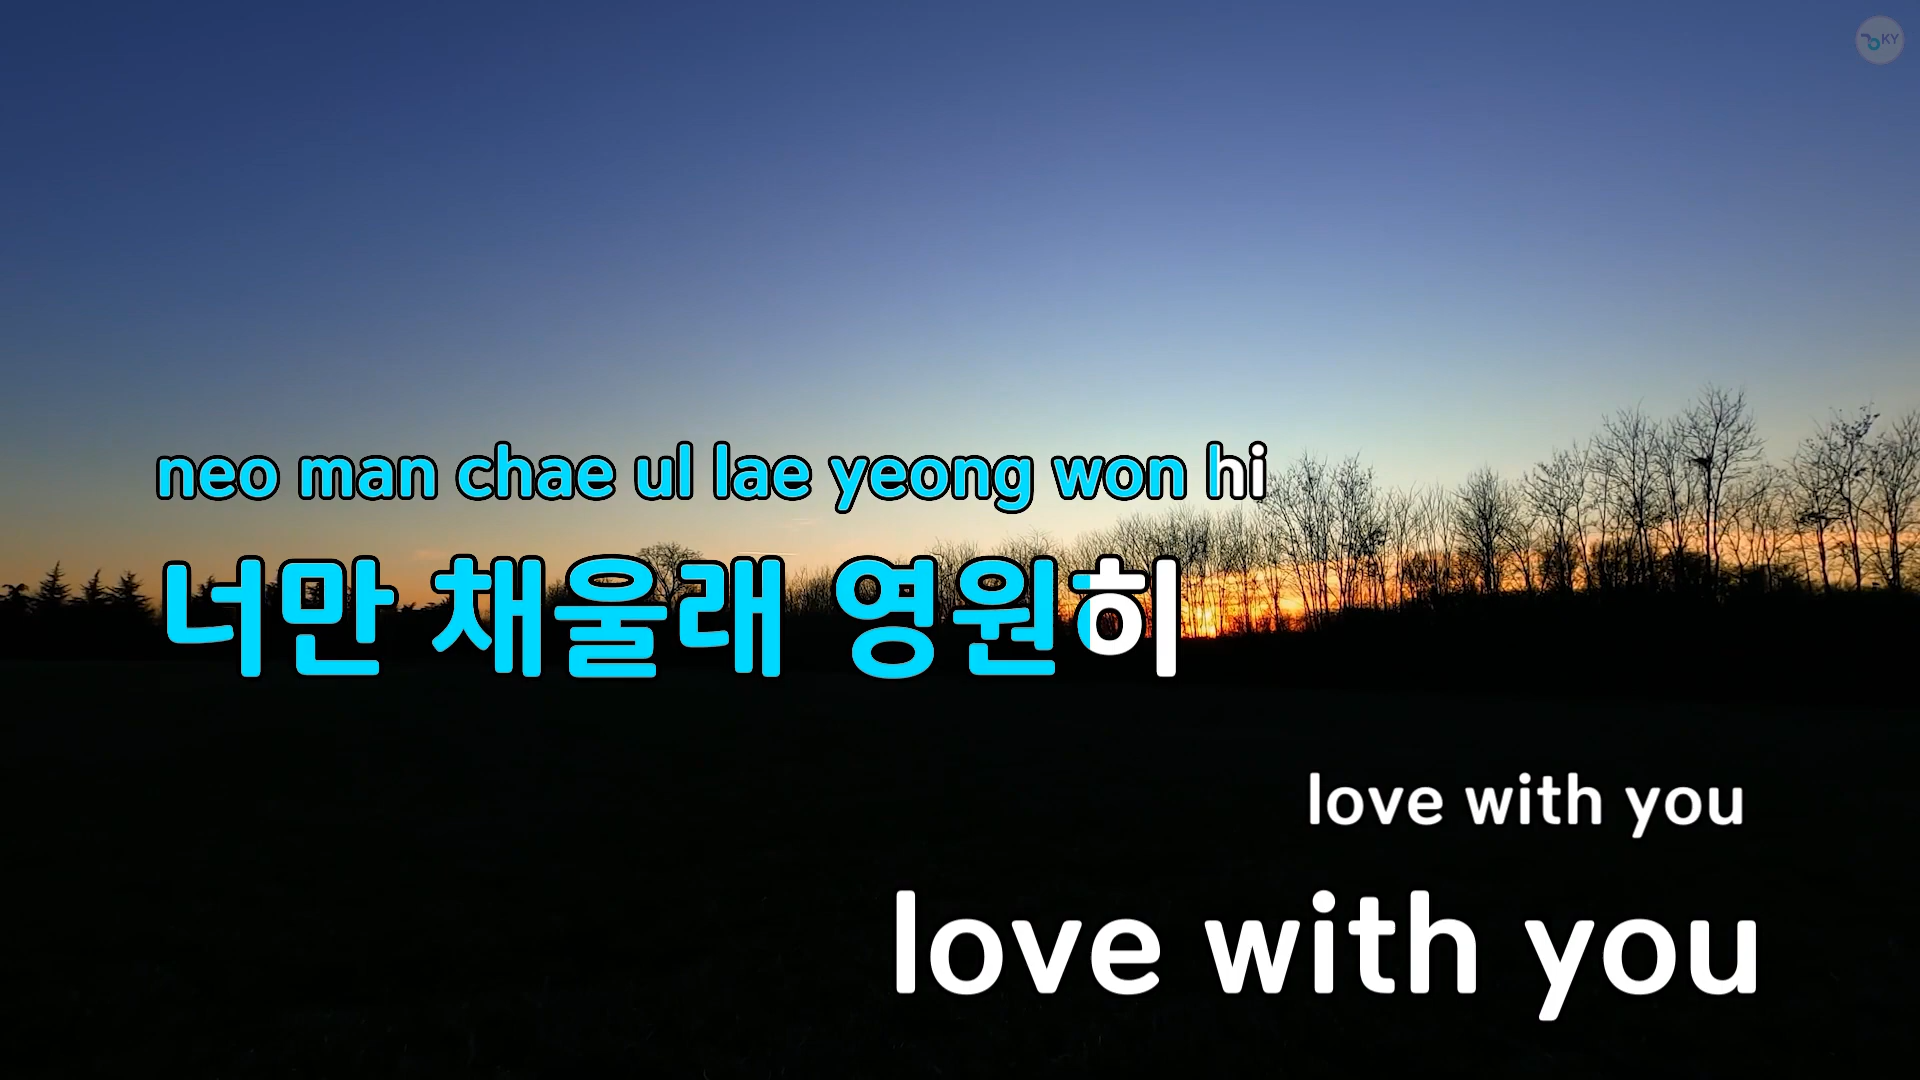 KY
neo man chae ul lae yeong won hi
너만 채울래 영원히
love with you
love with you